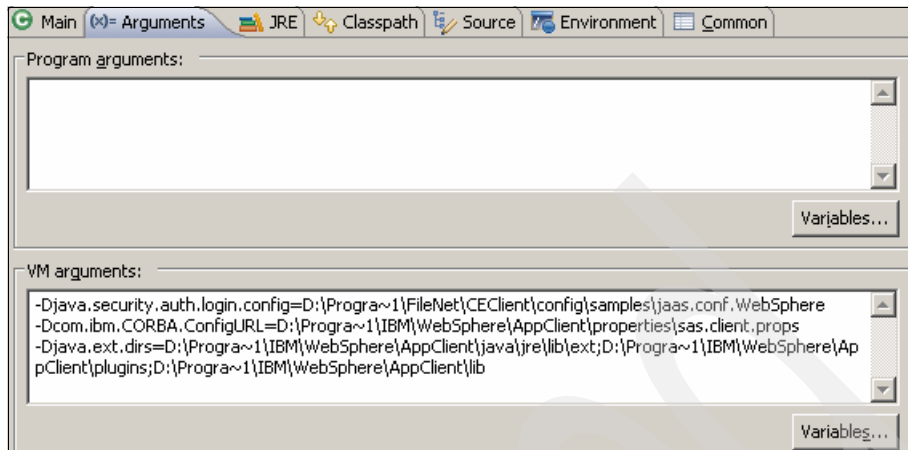 Main (x)= Arguments JRE Classpath Source Environment Common
Program arguments:
Variables...
VM arguments:
-Djava.security.auth.login.config=D:\Progra~1\FileNet\CEClient\config\samples\jaas.conf.WebSphere
-Dcom.ibm.CORBA.ConfigURL=D:\Progra~1\IBM\WebSphere\AppClient\properties\sas.client.props
-Djava.ext.dirs=D:\Progra~1\IBM\WebSphere\AppClient\java\jre\lib\ext;D:\Progra~1\IBM\WebSphere\Ap
pClient\plugins;D:\Progra~1\IBM\WebSphere\AppClient\lib
Variables...